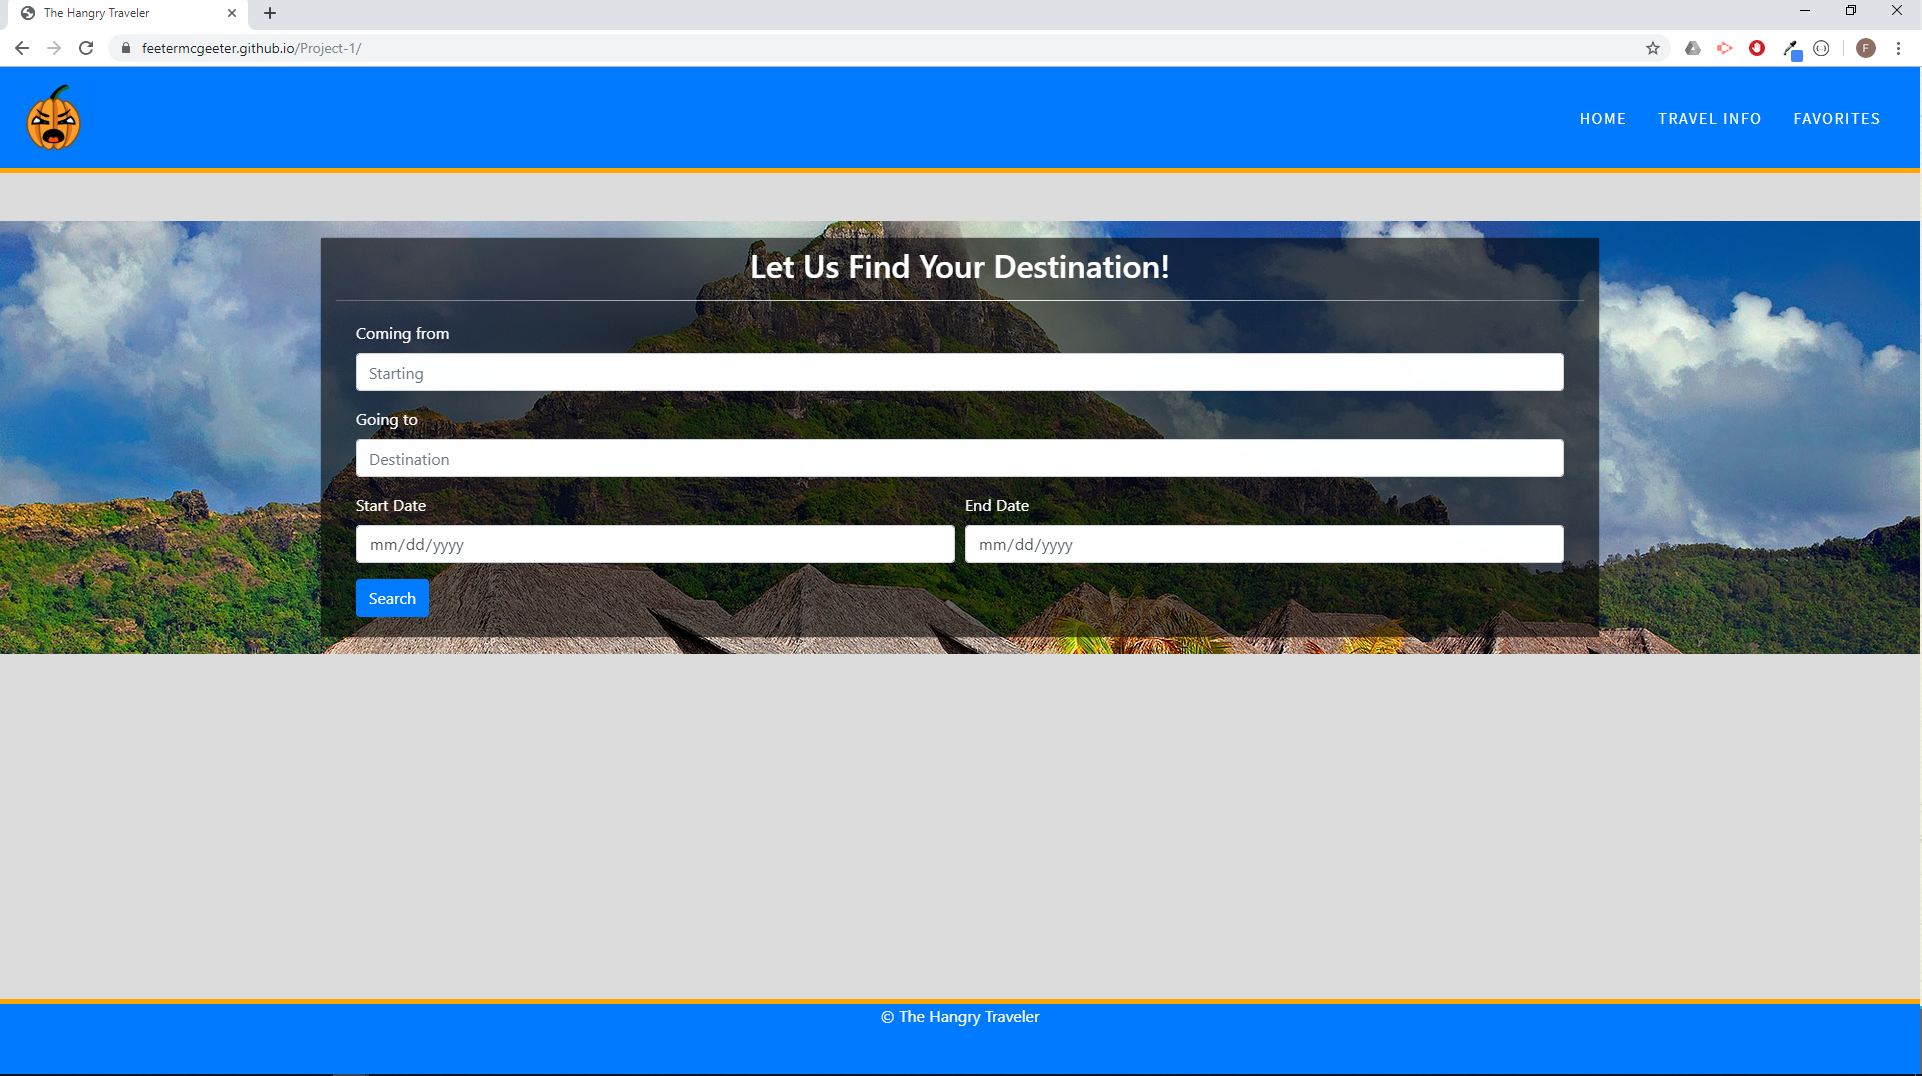 The Hangry Traveler
feetermcgeeter.github.io/Project-1/
F
HOME TRAVEL INFO FAVORITES
Let Us Find Your Destination!
Coming from
Starting
Going to
Destination
Start Date End Date
mm/dd/yyyy mm/dd/yyyy
Search
© The Hangry Traveler